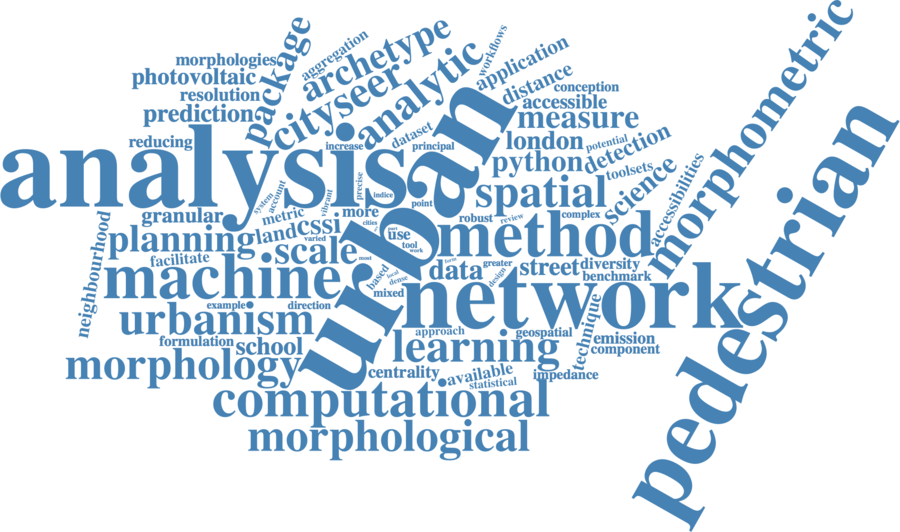 morphologies
aggregation
workflows
photovoltaic
package
archetype
application
morphometric
resolution
cityseer
analytic
distance
conception
prediction
accessible
measure
reducing
increase
dataset
principal
london
potential
detection
python
toolsets
analysis
urban
pedestrian
system
account
vibrant
precise
indice
point
spatial
science
accessibilities
granular
metric
more
cities
robust
review
complex
neighbourhood
planning
land
cssi
varied
use
tool
work
method
facilitate
scale
most
based
local
dense
data
form
greater
design
street
diversity
benchmark
machine
mixed
network
example
direction
urbanism
approach
geospatial
technique
emission
formulation
school
learning
component
morphology
centrality
available
statistical
impedance
computational
morphological